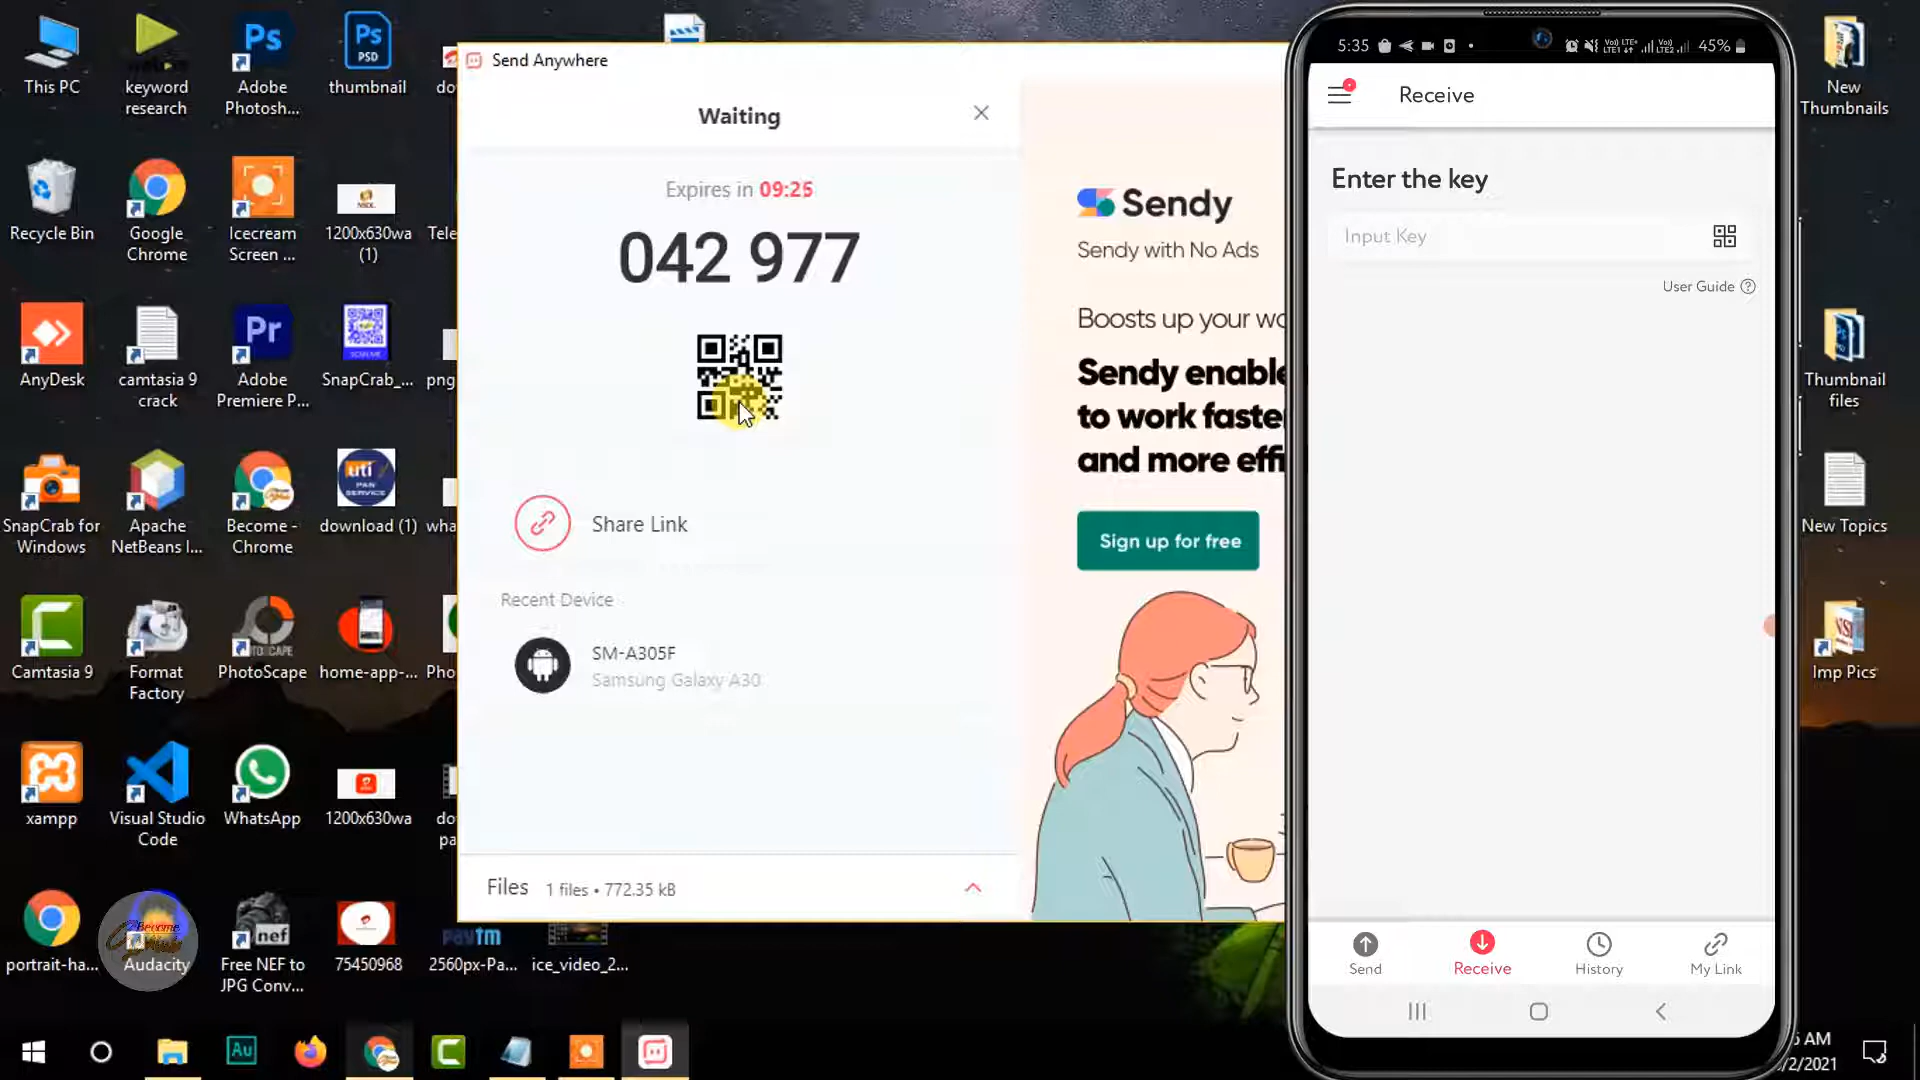 This PC
keyword
research
Adobe
Photosh...
thumbnail
Recycle Bin
Google
Chrome
Icecream
Screen ...
1200x630wa
(1)
AnyDesk
camtasia 9
crack
Adobe
Premiere P...
SnapCrab_...
SnapCrab for
Windows
Apache
NetBeans I...
Become -
Chrome
download (1)
Camtasia 9
Format
Factory
PhotoScape
home-app-...
xampp
Visual Studio
Code
WhatsApp
1200x630wa
portrait-ha...
Audacity
Free NEF to
JPG Conv...
75450968
2560px-Pa...
ice_video_2...
Send Anywhere
Waiting
Expires in 09:25
042 977
Share Link
Recent Device
SM-A305F
Samsung Galaxy A30
Files 1 files • 772.35 kB
Sendy
Sendy with No Ads
Boosts up your wo
Sendy enable
to work faste
and more effi
Sign up for free
5:35
45%
Receive
Enter the key
Input Key
User Guide
Send
Receive
History
My Link
New
Thumbnails
Thumbnail
files
New Topics
Imp Pics